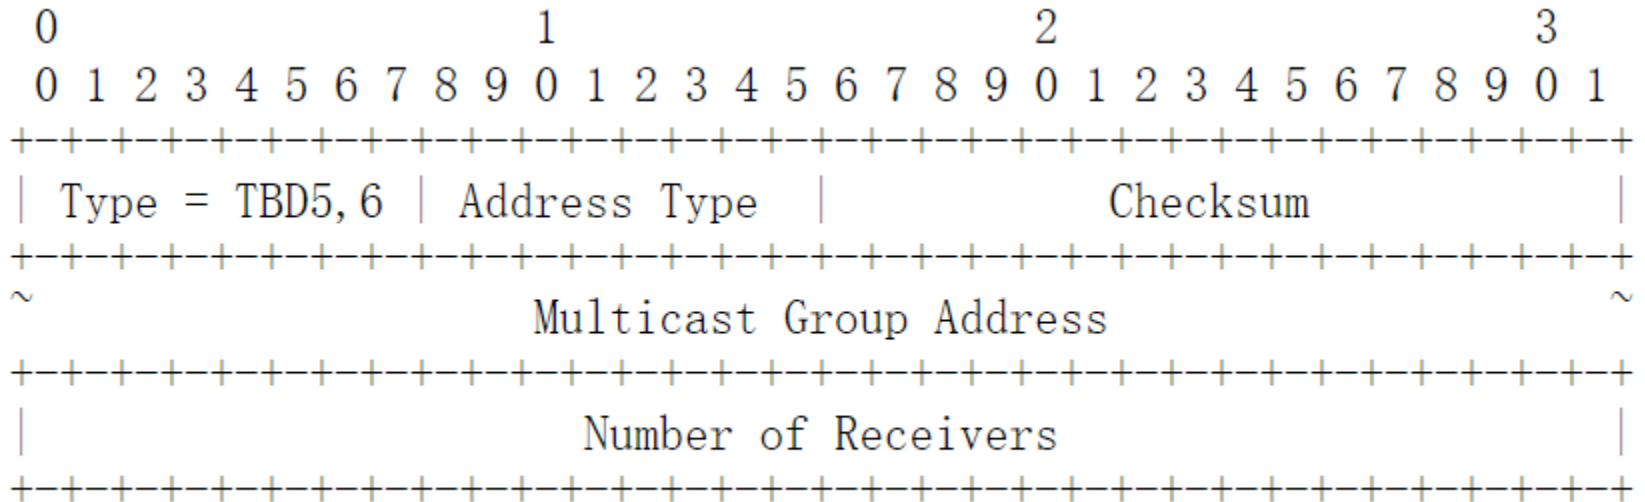 0                   1                   2                   3
0 1 2 3 4 5 6 7 8 9 0 1 2 3 4 5 6 7 8 9 0 1 2 3 4 5 6 7 8 9 0 1
+-+-+-+-+-+-+-+-+-+-+-+-+-+-+-+-+-+-+-+-+-+-+-+-+-+-+-+-+-+-+-+-+
| Type = TBD5,6 | Address Type  |           Checksum            |
+-+-+-+-+-+-+-+-+-+-+-+-+-+-+-+-+-+-+-+-+-+-+-+-+-+-+-+-+-+-+-+-+
~                    Multicast Group Address                    ~
+-+-+-+-+-+-+-+-+-+-+-+-+-+-+-+-+-+-+-+-+-+-+-+-+-+-+-+-+-+-+-+-+
|                      Number of Receivers                      |
+-+-+-+-+-+-+-+-+-+-+-+-+-+-+-+-+-+-+-+-+-+-+-+-+-+-+-+-+-+-+-+-+